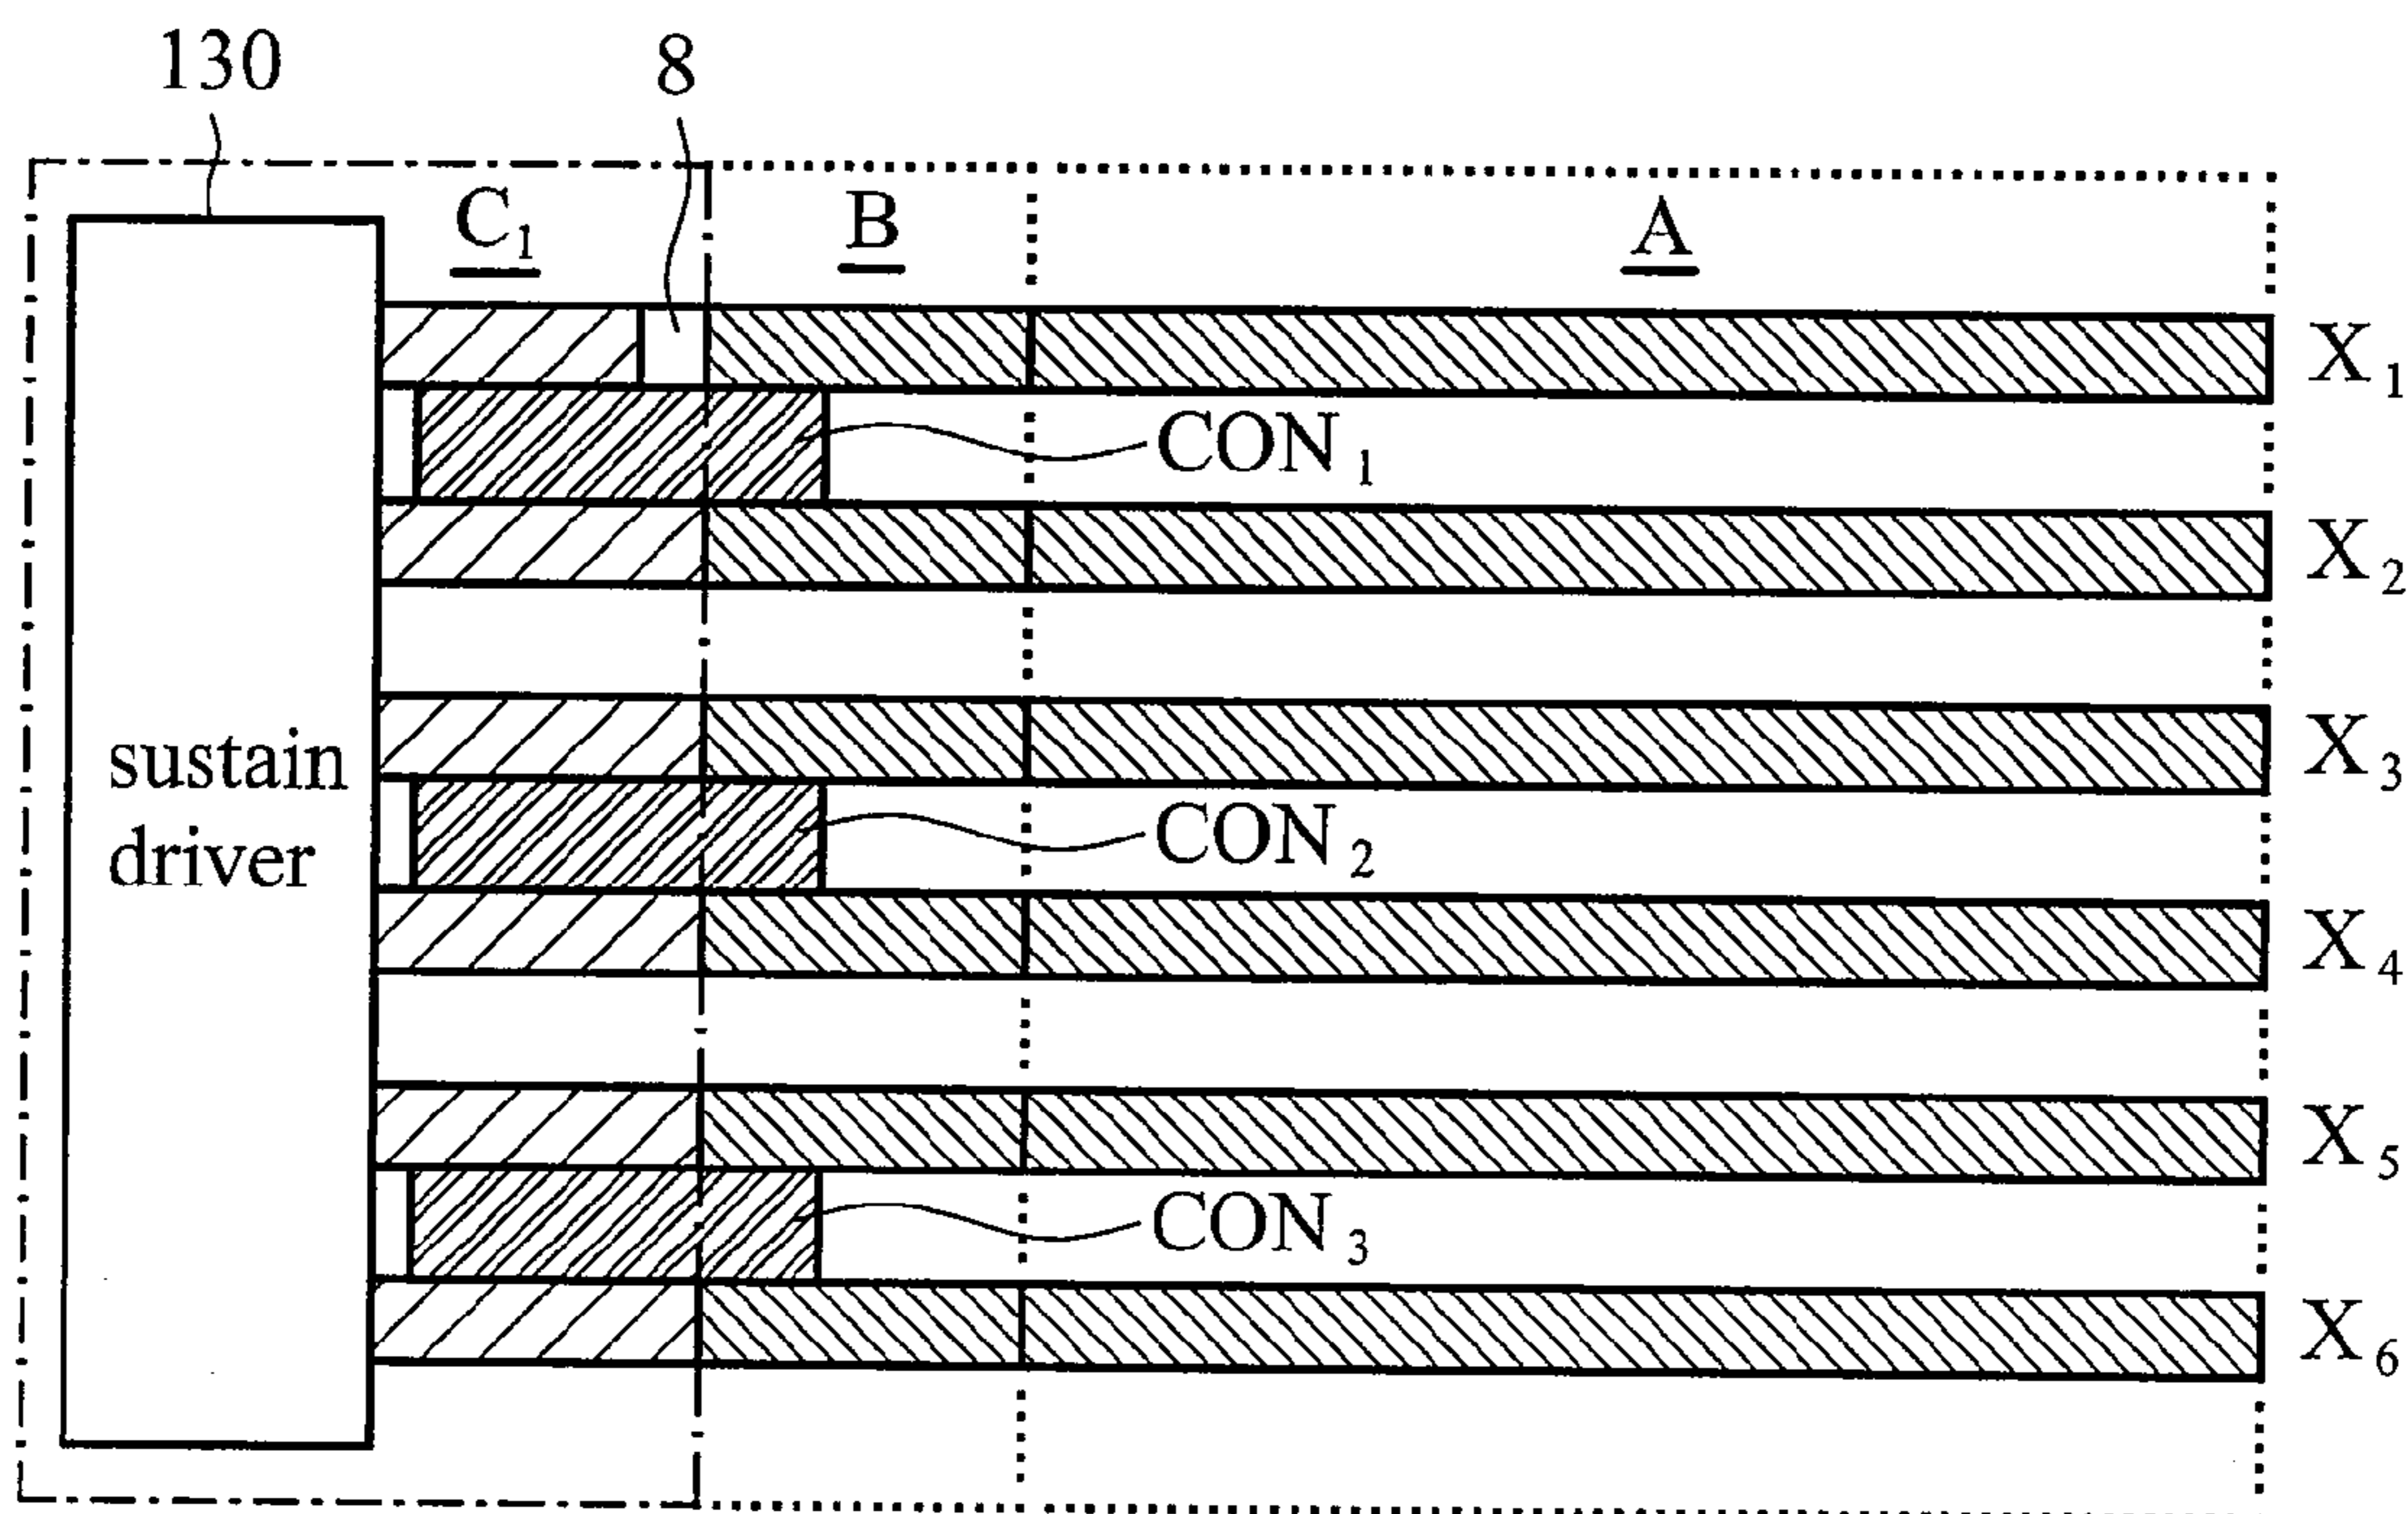 130
8
C₁
B
A
X₁
CON₁
X₂
sustain
driver
X₃
CON₂
X₄
X₅
CON₃
X₆